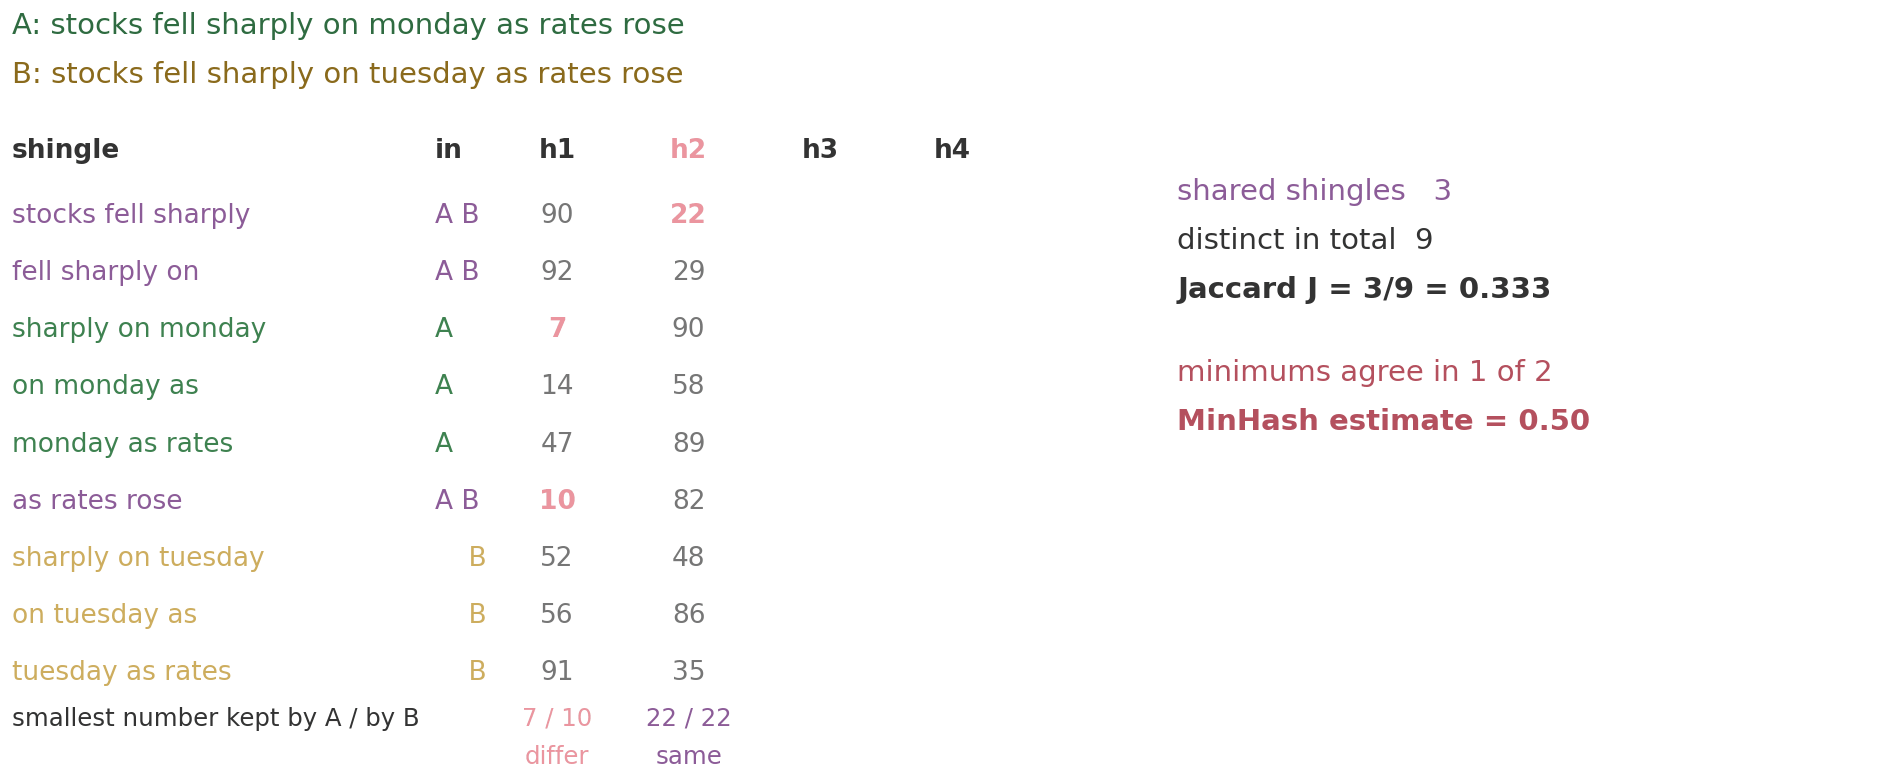 A: stocks fell sharply on monday as rates rose
B: stocks fell sharply on tuesday as rates rose
shingle in h1 h2 h3 h4
stocks fell sharply A B 90 22
fell sharply on A B 92 29
sharply on monday A 7 90
on monday as A 14 58
monday as rates A 47 89
as rates rose A B 10 82
sharply on tuesday B 52 48
on tuesday as B 56 86
tuesday as rates B 91 35
smallest number kept by A / by B 7 / 10 22 / 22
differ same
shared shingles 3
distinct in total 9
Jaccard J = 3/9 = 0.333
minimums agree in 1 of 2
MinHash estimate = 0.50